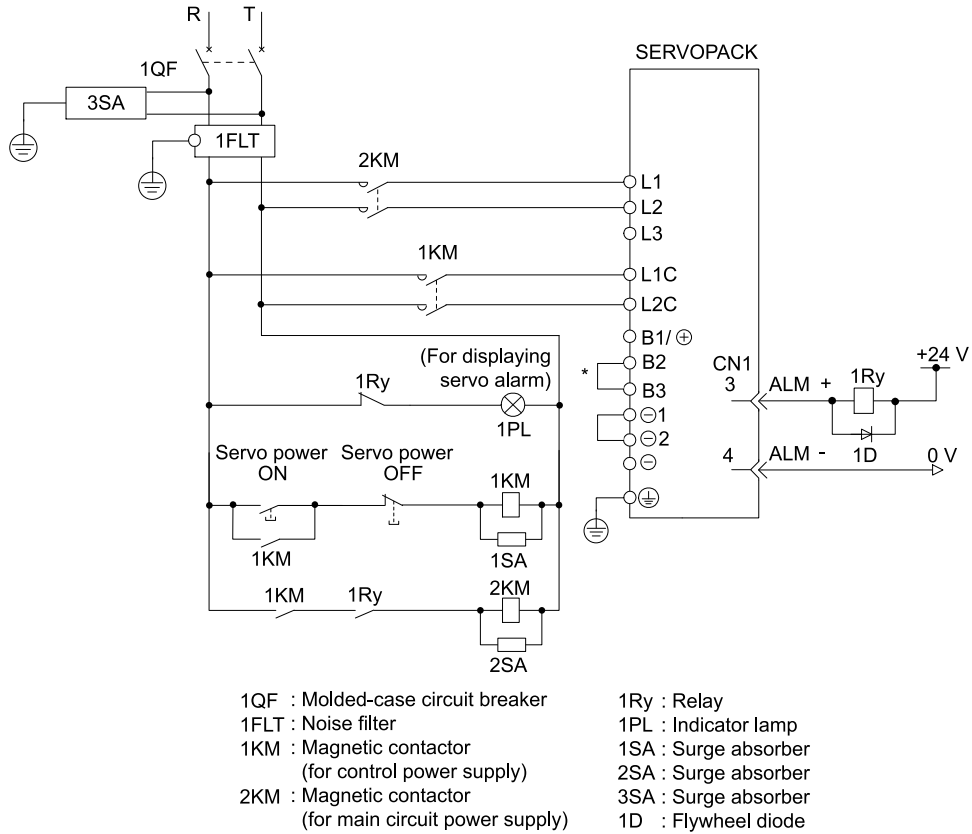 R T
1QF
SERVOPACK
3SA
1FLT
2KM
L1
L2
L3
1KM
L1C
L2C
B1/ ⊕
(For displaying
servo alarm)
B2
*
B3
CN1
+24 V
1Ry
3 ALM +
1Ry
1PL
⊖1
⊖2
1D
⊖
4 ALM -
0 V
Servo power
ON
Servo power
OFF
1KM
1KM
1SA
1KM
1Ry
2KM
2SA
1QF : Molded-case circuit breaker
1FLT : Noise filter
1KM : Magnetic contactor
(for control power supply)
2KM : Magnetic contactor
(for main circuit power supply)
1Ry : Relay
1PL : Indicator lamp
1SA : Surge absorber
2SA : Surge absorber
3SA : Surge absorber
1D : Flywheel diode